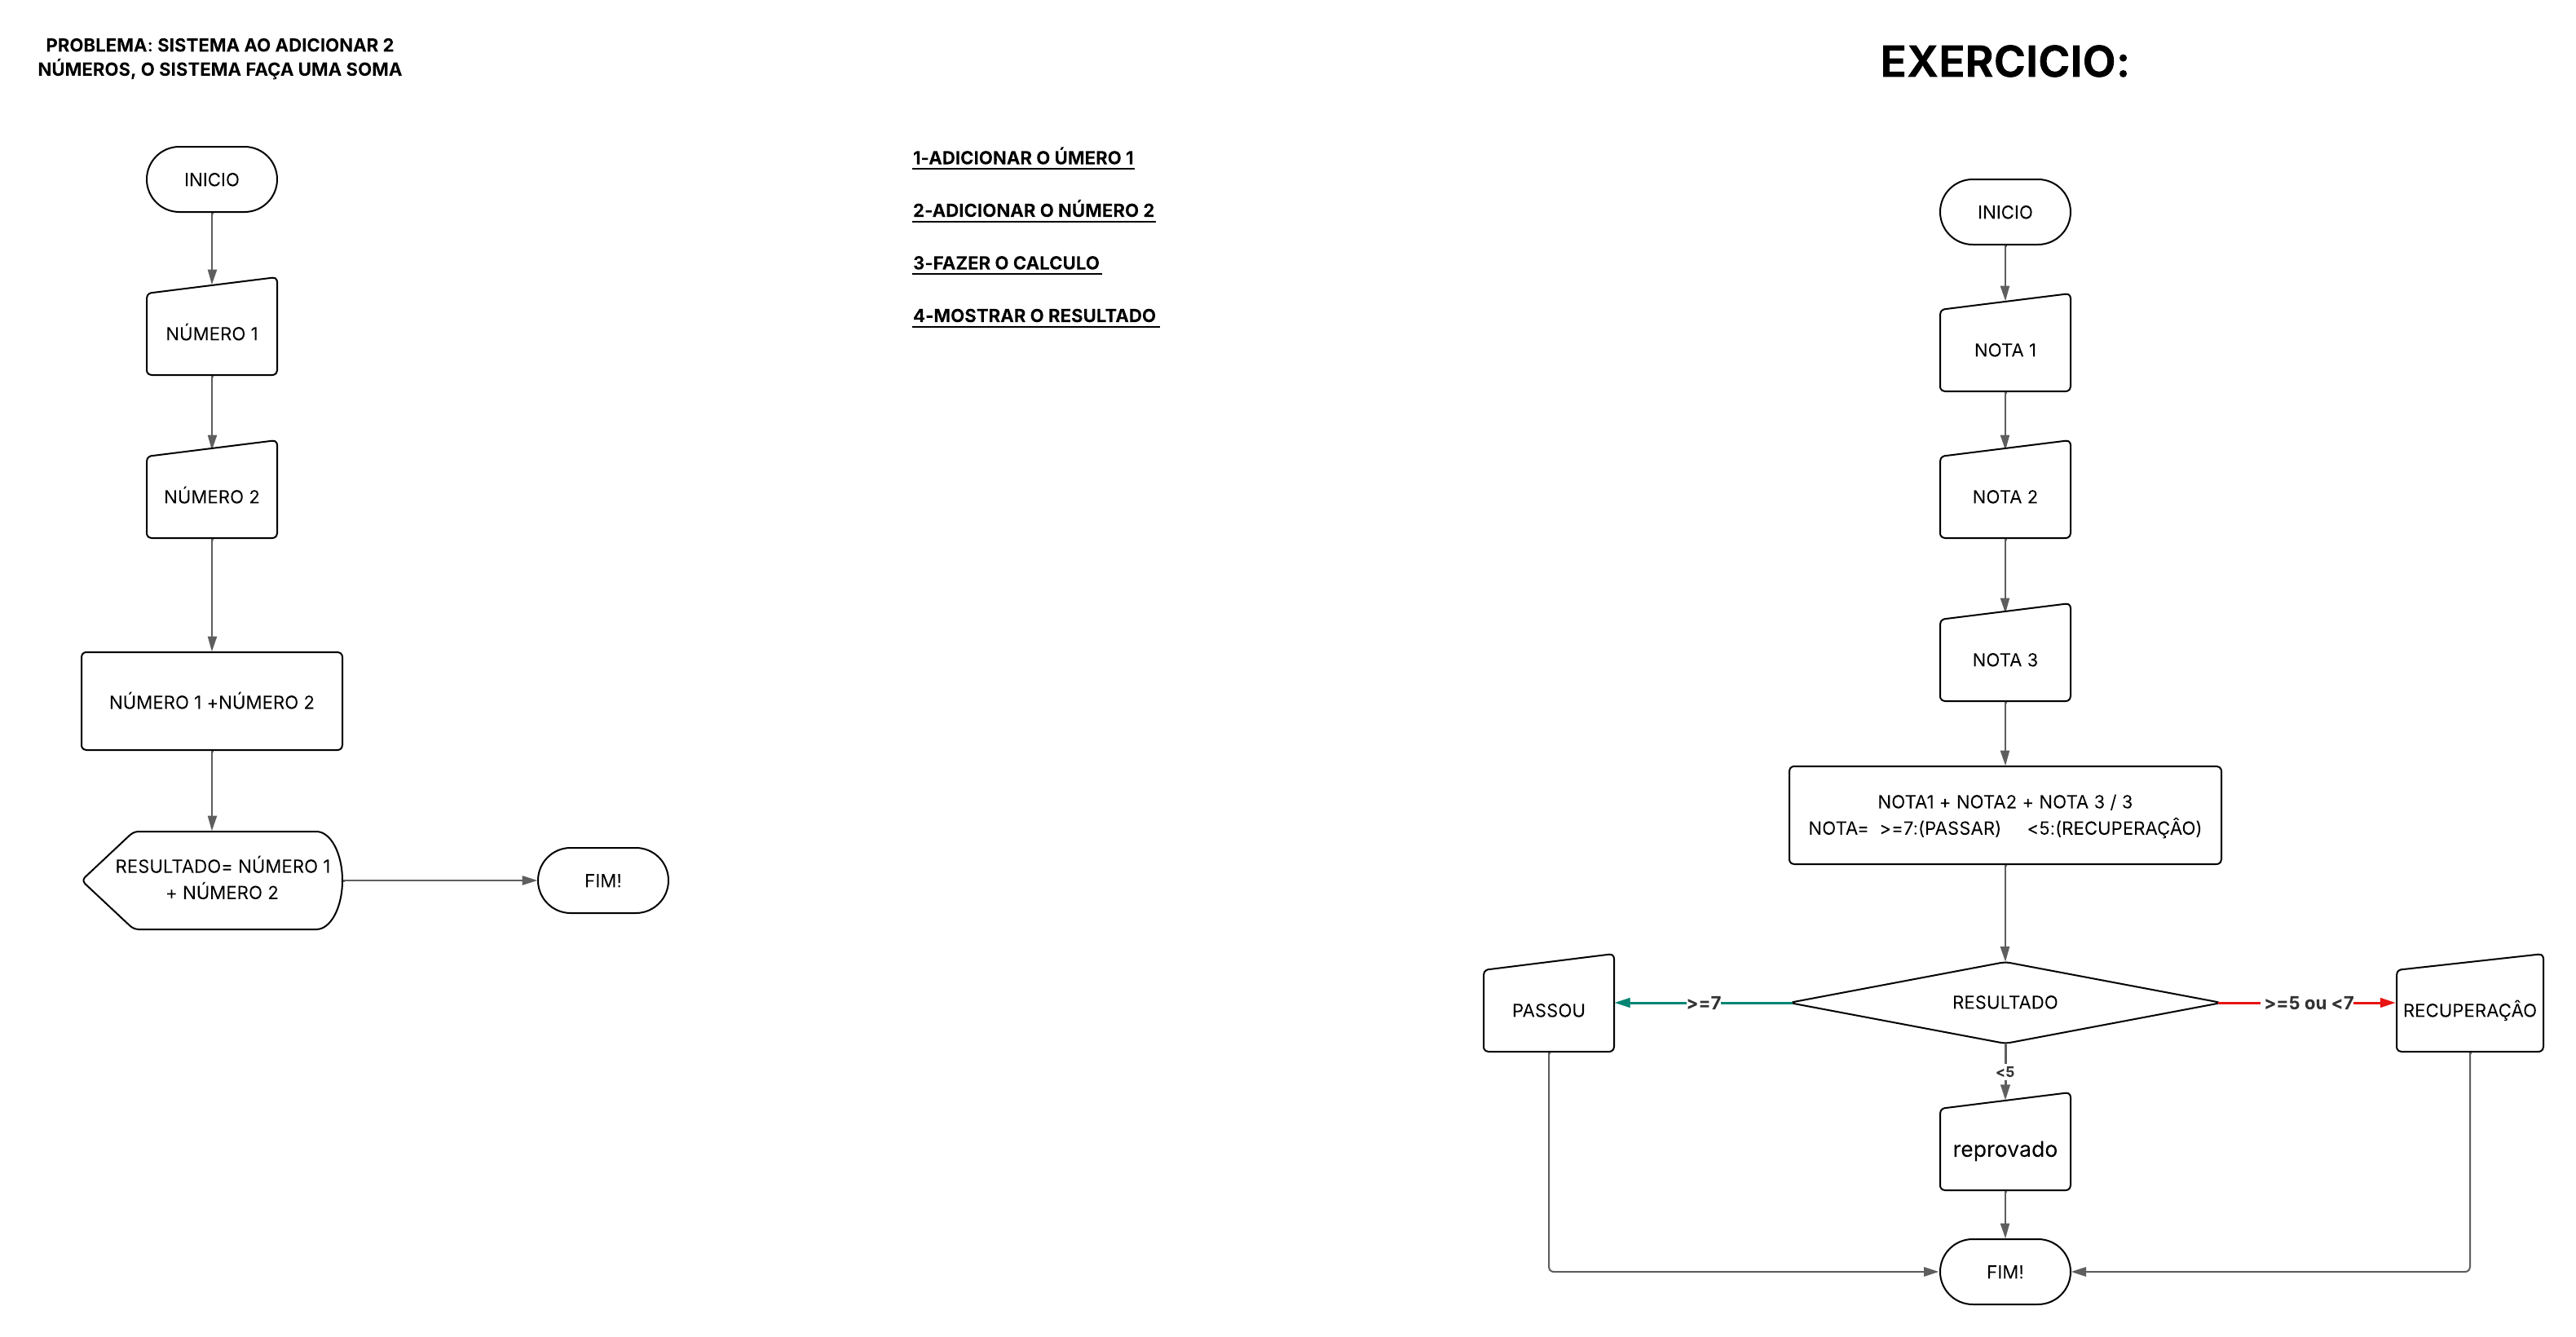 PROBLEMA: SISTEMA AO ADICIONAR 2
NÚMEROS, O SISTEMA FAÇA UMA SOMA
INICIO
NÚMERO 1
NÚMERO 2
NÚMERO 1 +NÚMERO 2
RESULTADO= NÚMERO 1
+ NÚMERO 2
FIM!
1-ADICIONAR O ÚMERO 1
2-ADICIONAR O NÚMERO 2
3-FAZER O CALCULO
4-MOSTRAR O RESULTADO
EXERCICIO:
INICIO
NOTA 1
NOTA 2
NOTA 3
NOTA1 + NOTA2 + NOTA 3 / 3
NOTA= >=7:(PASSAR) <5:(RECUPERAÇÂO)
PASSOU
>=7
RESULTADO
>=5 ou <7
RECUPERAÇÂO
<5
reprovado
FIM!